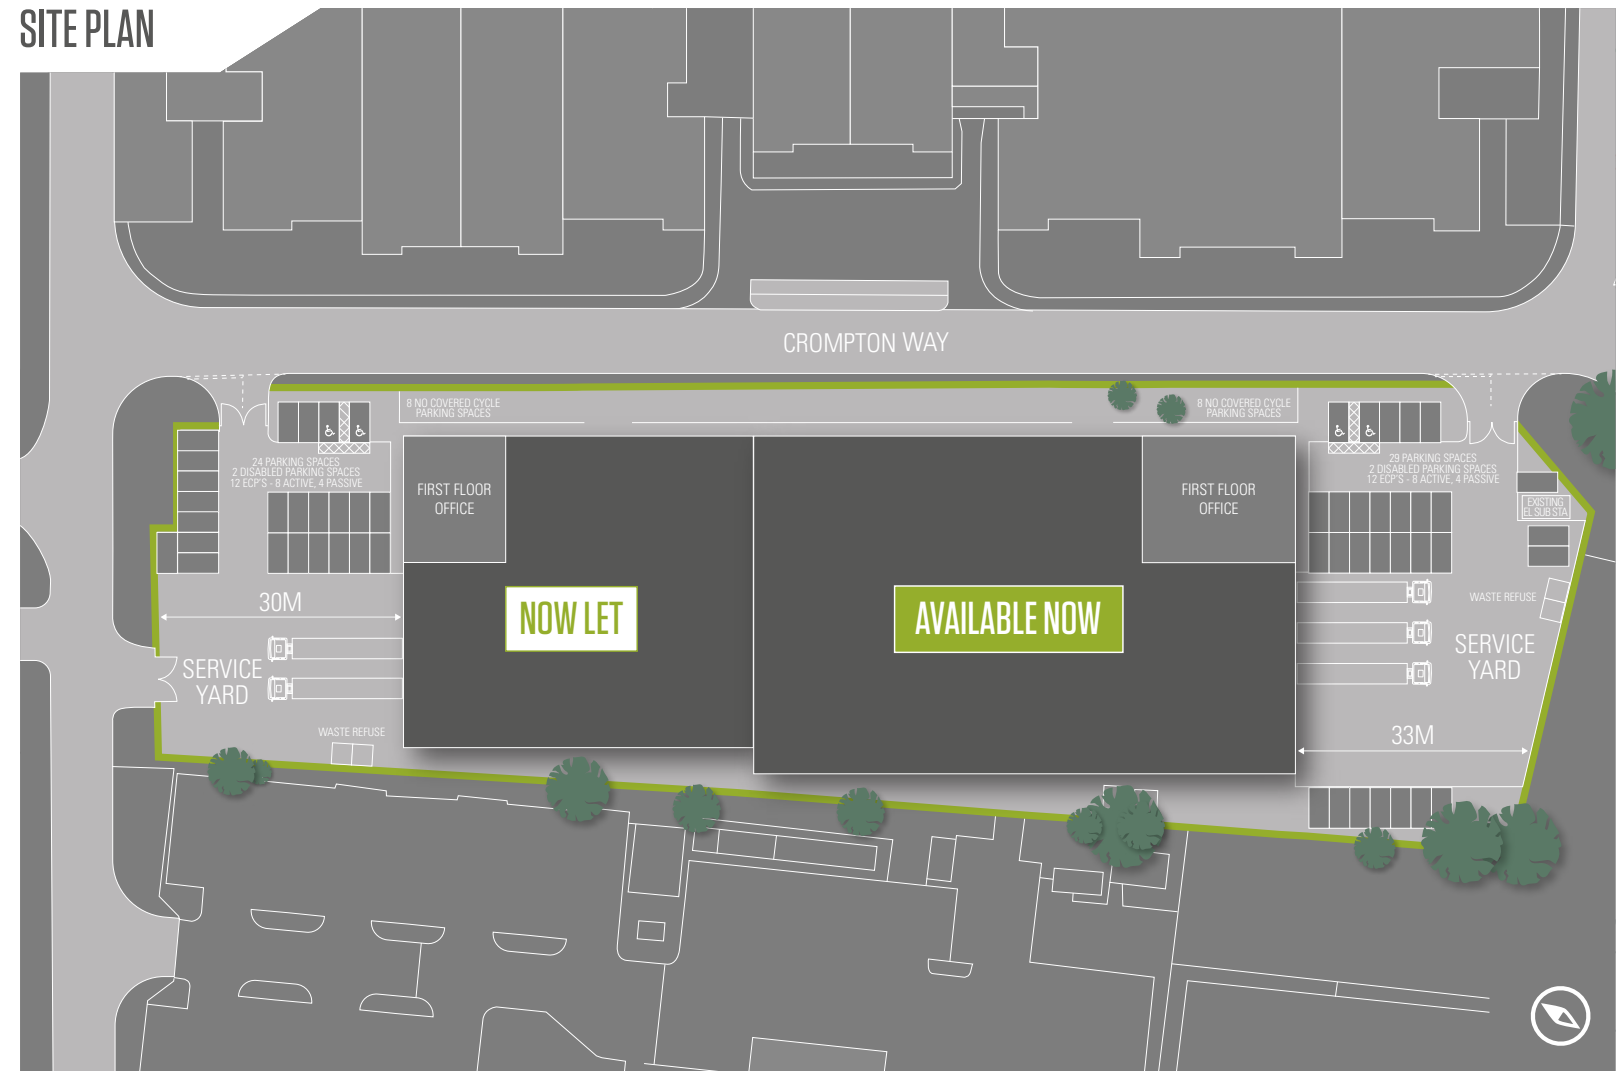 SITE PLAN
CROMPTON WAY
8 NO COVERED CYCLE
PARKING SPACES
8 NO COVERED CYCLE
PARKING SPACES
24 PARKING SPACES
2 DISABLED PARKING SPACES
12 ECP'S - 8 ACTIVE, 4 PASSIVE
29 PARKING SPACES
2 DISABLED PARKING SPACES
12 ECP'S - 8 ACTIVE, 4 PASSIVE
FIRST FLOOR
OFFICE
FIRST FLOOR
OFFICE
EXISTING
EL SUB STA
30M
NOW LET
AVAILABLE NOW
WASTE REFUSE
SERVICE
YARD
SERVICE
YARD
WASTE REFUSE
33M